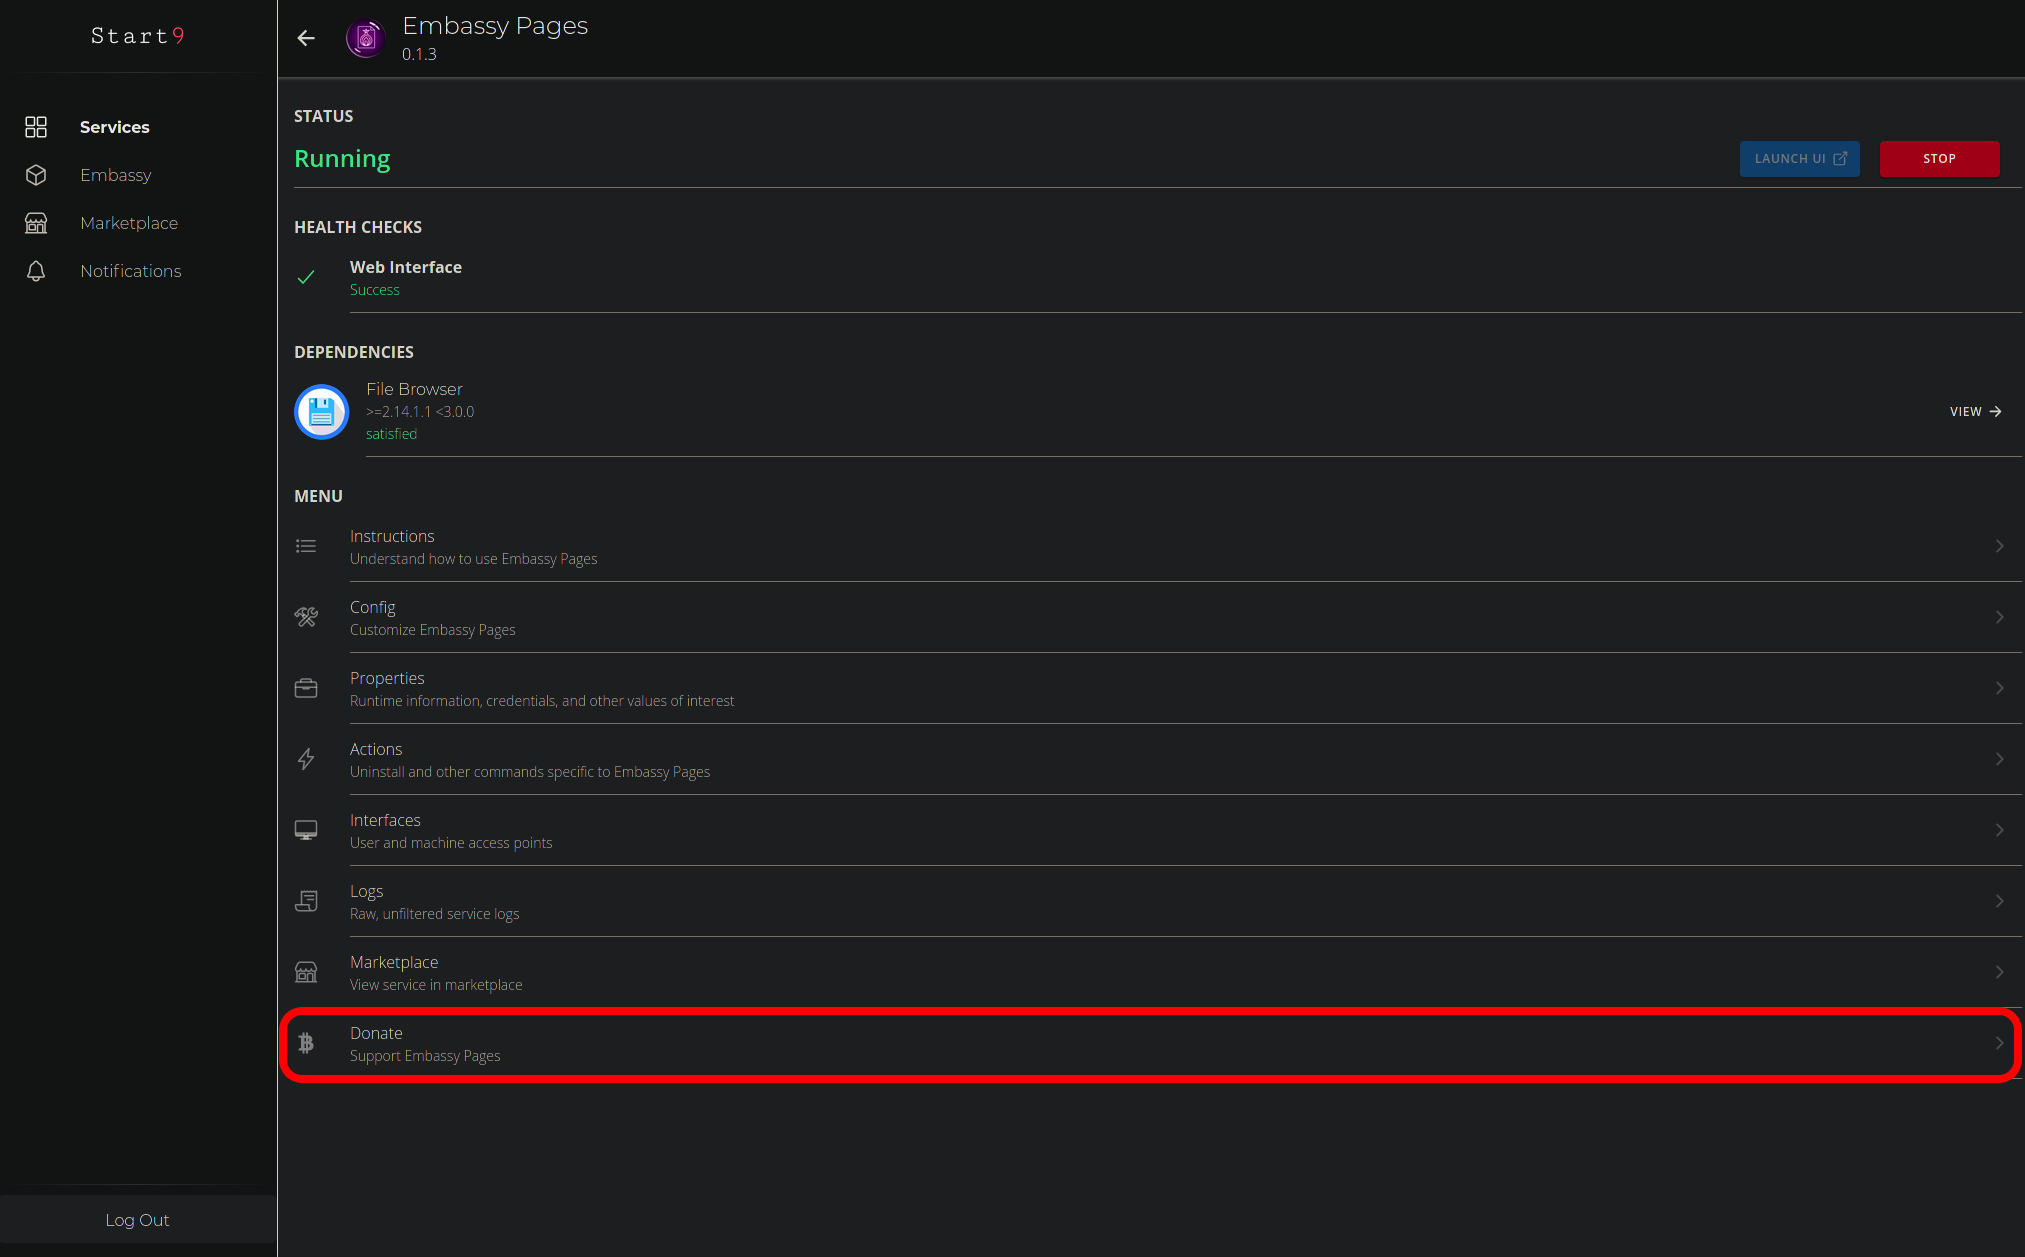 Start9
Services
Embassy
Marketplace
Notifications
Log Out
Embassy Pages
0.1.3
STATUS
Running
LAUNCH UI
STOP
HEALTH CHECKS
Web Interface
Success
DEPENDENCIES
File Browser
>=2.14.1.1 <3.0.0
satisfied
VIEW
MENU
Instructions
Understand how to use Embassy Pages
Config
Customize Embassy Pages
Properties
Runtime information, credentials, and other values of interest
Actions
Uninstall and other commands specific to Embassy Pages
Interfaces
User and machine access points
Logs
Raw, unfiltered service logs
Marketplace
View service in marketplace
Donate
Support Embassy Pages